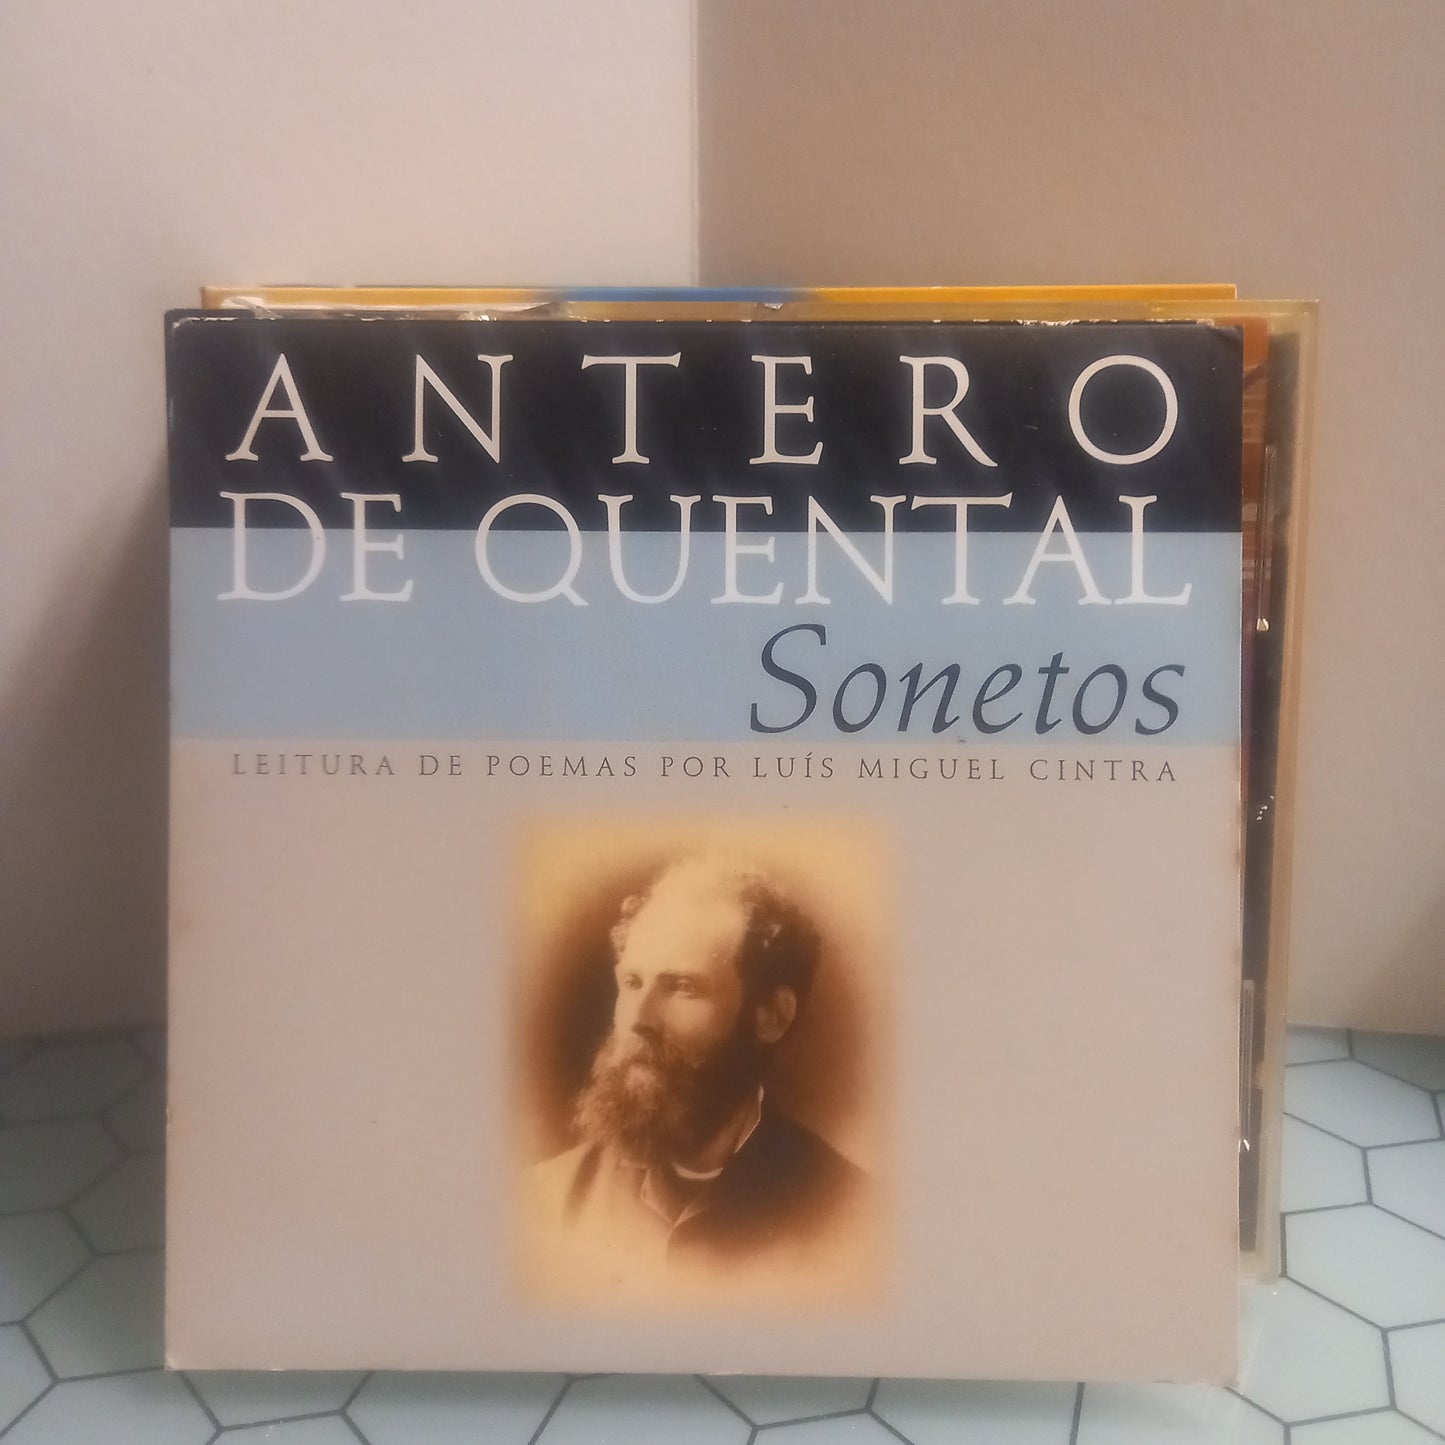 ANTERO
DE QUENTAL
Sonetos
LEITURA DE POEMAS POR LUÍS MIGUEL CINTRA